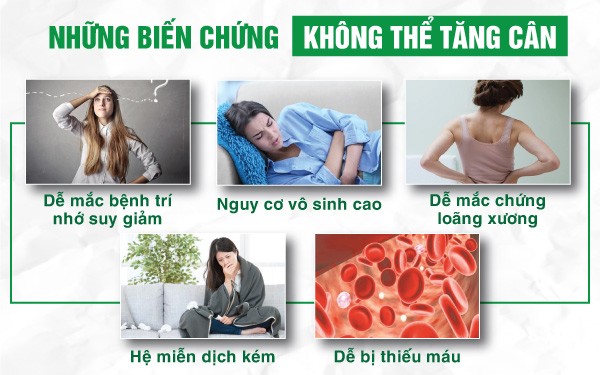 NHỮNG BIẾN CHỨNG KHÔNG THỂ TĂNG CÂN
Dễ mắc bệnh trí
nhớ suy giảm
Nguy cơ vô sinh cao
Dễ mắc chứng
loãng xương
Hệ miễn dịch kém
Dễ bị thiếu máu